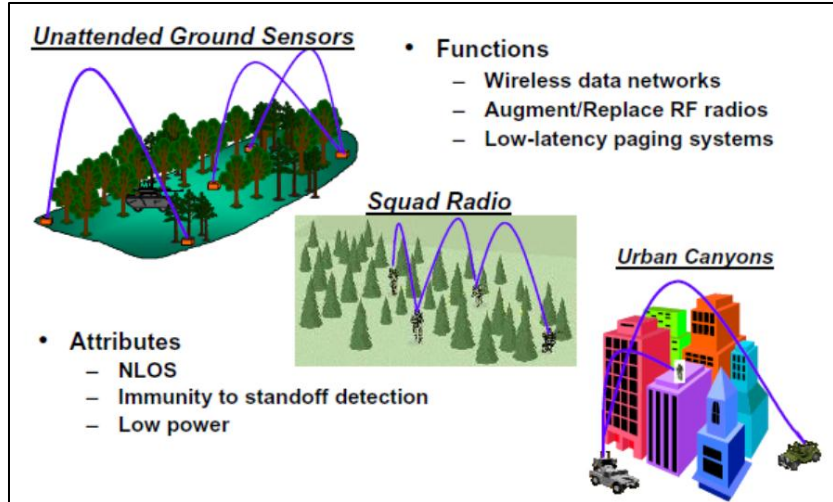 Unattended Ground Sensors
• Functions
– Wireless data networks
– Augment/Replace RF radios
– Low-latency paging systems
Squad Radio
Urban Canyons
• Attributes
– NLOS
– Immunity to standoff detection
– Low power